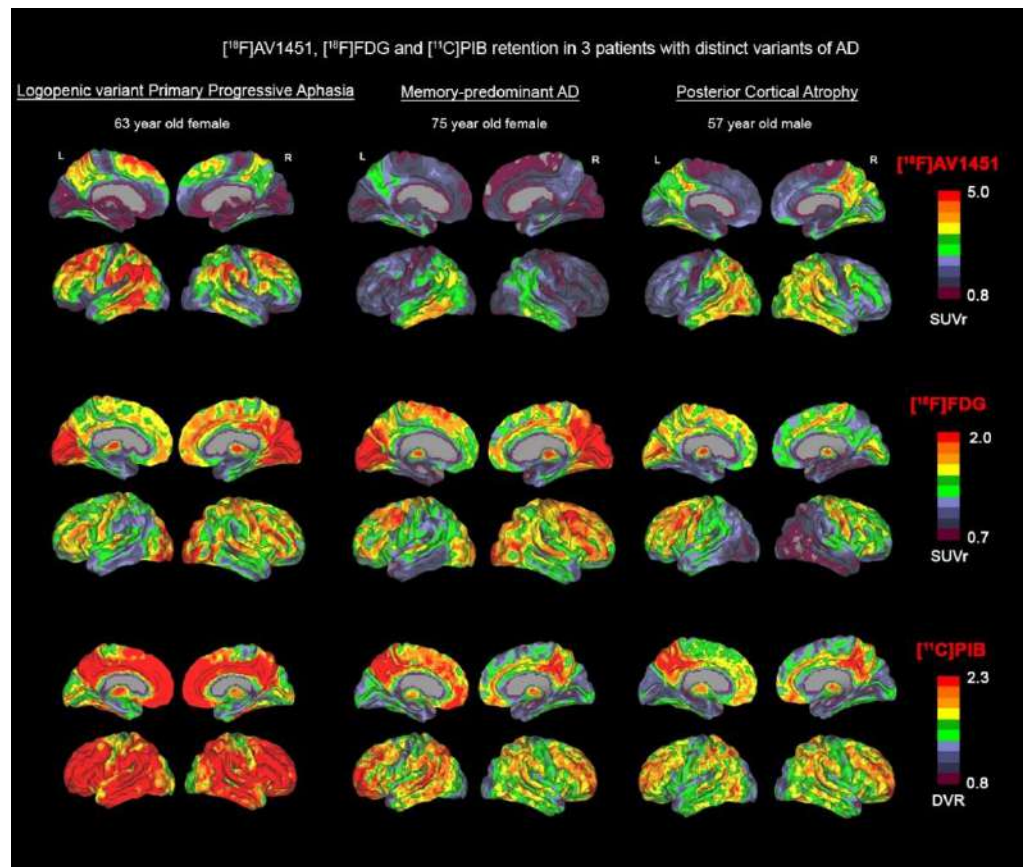 [¹⁸F]AV1451, [¹⁸F]FDG and [¹¹C]PIB retention in 3 patients with distinct variants of AD
Logopenic variant Primary Progressive Aphasia
63 year old female
Memory-predominant AD
75 year old female
Posterior Cortical Atrophy
57 year old male
L
R
L
R
L
R
[¹⁸F]AV1451
5.0
0.8
SUVr
[¹⁸F]FDG
2.0
0.7
SUVr
[¹¹C]PIB
2.3
0.8
DVR